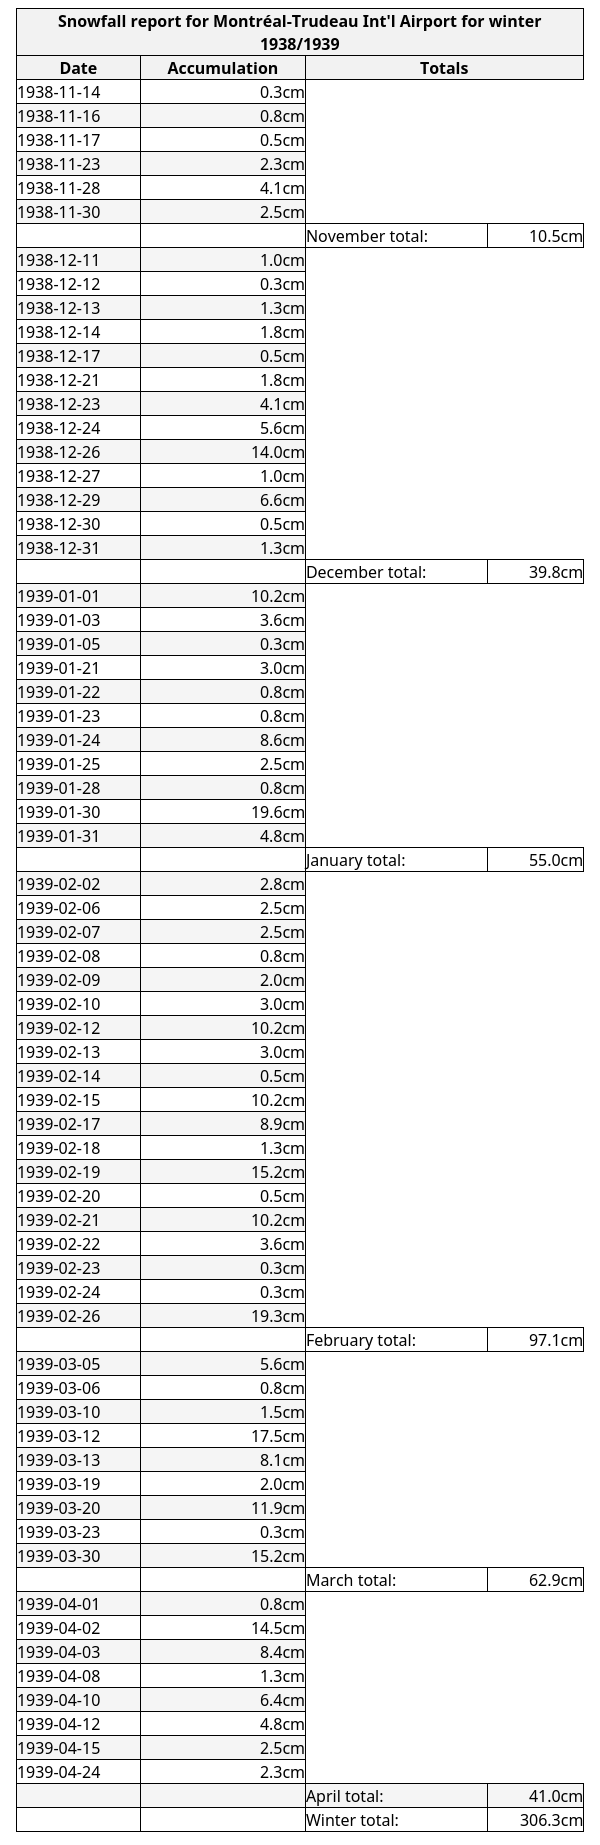 Snowfall report for Montréal-Trudeau Int'l Airport for winter
1938/1939
Date Accumulation Totals
1938-11-14 0.3cm
1938-11-16 0.8cm
1938-11-17 0.5cm
1938-11-23 2.3cm
1938-11-28 4.1cm
1938-11-30 2.5cm
November total: 10.5cm
1938-12-11 1.0cm
1938-12-12 0.3cm
1938-12-13 1.3cm
1938-12-14 1.8cm
1938-12-17 0.5cm
1938-12-21 1.8cm
1938-12-23 4.1cm
1938-12-24 5.6cm
1938-12-26 14.0cm
1938-12-27 1.0cm
1938-12-29 6.6cm
1938-12-30 0.5cm
1938-12-31 1.3cm
December total: 39.8cm
1939-01-01 10.2cm
1939-01-03 3.6cm
1939-01-05 0.3cm
1939-01-21 3.0cm
1939-01-22 0.8cm
1939-01-23 0.8cm
1939-01-24 8.6cm
1939-01-25 2.5cm
1939-01-28 0.8cm
1939-01-30 19.6cm
1939-01-31 4.8cm
January total: 55.0cm
1939-02-02 2.8cm
1939-02-06 2.5cm
1939-02-07 2.5cm
1939-02-08 0.8cm
1939-02-09 2.0cm
1939-02-10 3.0cm
1939-02-12 10.2cm
1939-02-13 3.0cm
1939-02-14 0.5cm
1939-02-15 10.2cm
1939-02-17 8.9cm
1939-02-18 1.3cm
1939-02-19 15.2cm
1939-02-20 0.5cm
1939-02-21 10.2cm
1939-02-22 3.6cm
1939-02-23 0.3cm
1939-02-24 0.3cm
1939-02-26 19.3cm
February total: 97.1cm
1939-03-05 5.6cm
1939-03-06 0.8cm
1939-03-10 1.5cm
1939-03-12 17.5cm
1939-03-13 8.1cm
1939-03-19 2.0cm
1939-03-20 11.9cm
1939-03-23 0.3cm
1939-03-30 15.2cm
March total: 62.9cm
1939-04-01 0.8cm
1939-04-02 14.5cm
1939-04-03 8.4cm
1939-04-08 1.3cm
1939-04-10 6.4cm
1939-04-12 4.8cm
1939-04-15 2.5cm
1939-04-24 2.3cm
April total: 41.0cm
Winter total: 306.3cm